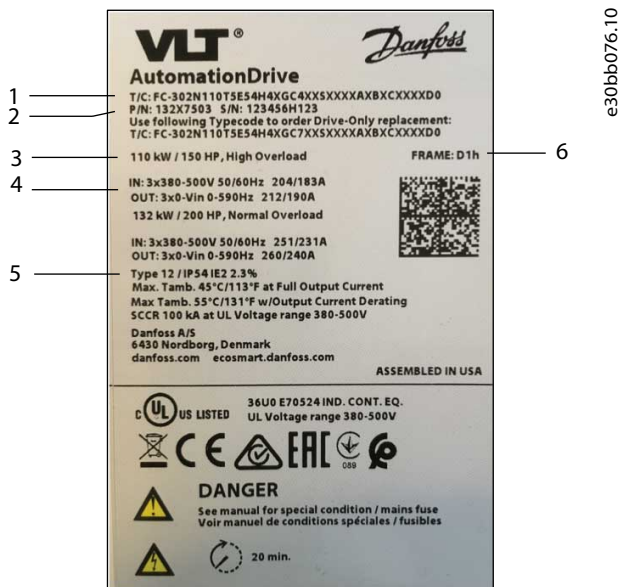 VLT®
Danfoss
AutomationDrive
T/C: FC-302N110T5E54H4XGC4XXSXXXXAXBXCXXXXD0
P/N: 132X7503 S/N: 123456H123
Use following Typecode to order Drive-Only replacement:
T/C: FC-302N110T5E54H4XGC7XXSXXXXAXBXCXXXXD0
110 kW / 150 HP, High Overload
FRAME: D1h
IN: 3x380-500V 50/60Hz 204/183A
OUT: 3x0-Vin 0-590Hz 212/190A
132 kW / 200 HP, Normal Overload
IN: 3x380-500V 50/60Hz 251/231A
OUT: 3x0-Vin 0-590Hz 260/240A
Type 12 / IP54 IE2 2.3%
Max. Tamb. 45°C/113°F at Full Output Current
Max Tamb. 55°C/131°F w/Output Current Derating
SCCR 100 kA at UL Voltage range 380-500V
Danfoss A/S
6430 Nordborg, Denmark
danfoss.com ecosmart.danfoss.com
ASSEMBLED IN USA
C UL US LISTED
36U0 E70524 IND. CONT. EQ.
UL Voltage range 380-500V
CE EAC 089
DANGER
See manual for special condition / mains fuse
Voir manuel de conditions spéciales / fusibles
20 min.
1
2
3
4
5
6
e30bb076.10